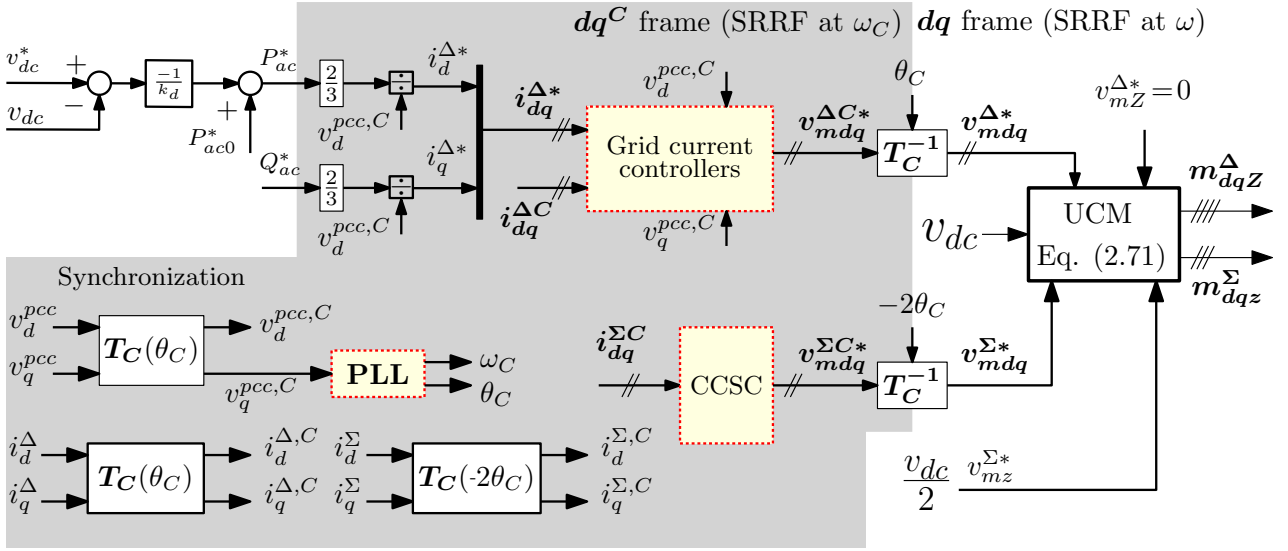 dq^C frame (SRRF at ω_C) dq frame (SRRF at ω)
v_dc^* + − -1/k_d + P_ac^* 2/3 ÷ i_d^Δ*
v_dc
P_ac0^*
v_d^pcc,C
Q_ac^* 2/3 ÷ i_q^Δ*
v_d^pcc,C
i_dq^Δ*
i_dq^ΔC
v_d^pcc,C
Grid current
controllers
v_q^pcc,C
v_mdq^ΔC*
θ_C
T_C^-1
v_mdq^Δ*
v_mZ^Δ* = 0
v_dc
UCM
Eq. (2.71)
m_dqZ^Δ
m_dqz^Σ
Synchronization
v_d^pcc
v_q^pcc
T_C(θ_C)
v_d^pcc,C
v_q^pcc,C
PLL
ω_C
θ_C
i_dq^ΣC
CCSC
v_mdq^ΣC*
-2θ_C
T_C^-1
v_mdq^Σ*
i_d^Δ
i_q^Δ
T_C(θ_C)
i_d^Δ,C
i_q^Δ,C
i_d^Σ
i_q^Σ
T_C(-2θ_C)
i_d^Σ,C
i_q^Σ,C
v_dc/2 v_mz^Σ*